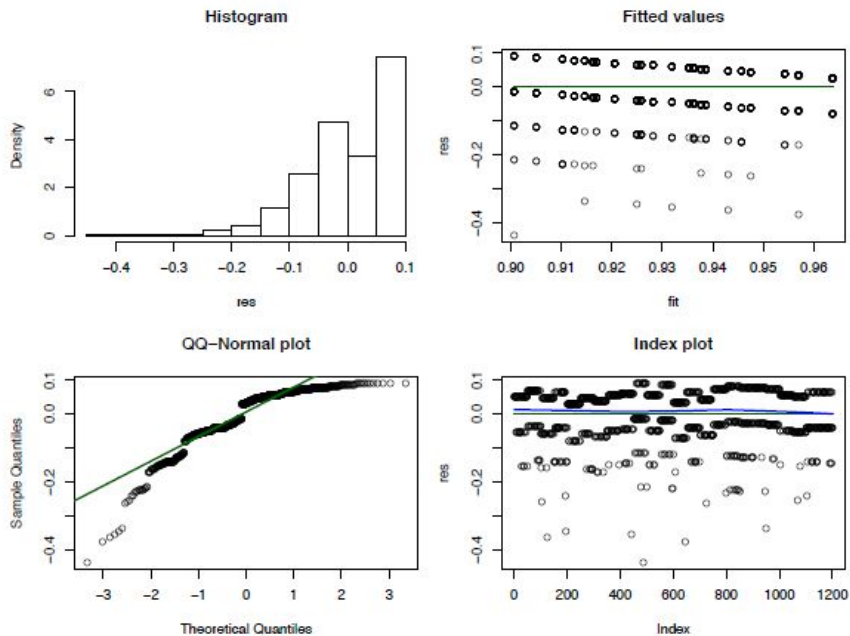 Histogram
Density
0 2 4 6
−0.4 −0.3 −0.2 −0.1 0.0 0.1
res
Fitted values
res
−0.4 −0.2 0.0 0.1
0.90 0.91 0.92 0.93 0.94 0.95 0.96
fit
QQ−Normal plot
Sample Quantiles
−0.4 −0.2 0.0 0.1
−3 −2 −1 0 1 2 3
Theoretical Quantiles
Index plot
res
−0.4 −0.2 0.0 0.1
0 200 400 600 800 1000 1200
Index